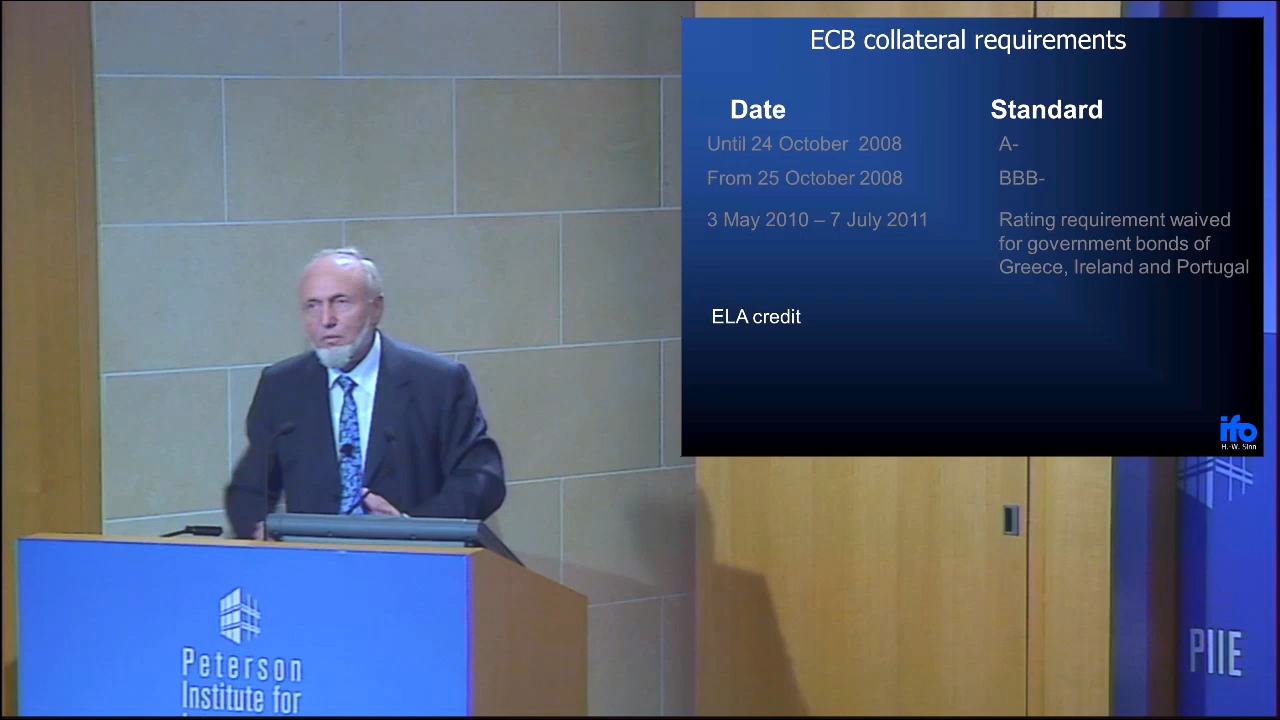 ECB collateral requirements
Date Standard
Until 24 October 2008 A-
From 25 October 2008 BBB-
3 May 2010 – 7 July 2011 Rating requirement waived
for government bonds of
Greece, Ireland and Portugal
ELA credit
ifo
H.-W. Sinn
Peterson
Institute for
PIIE